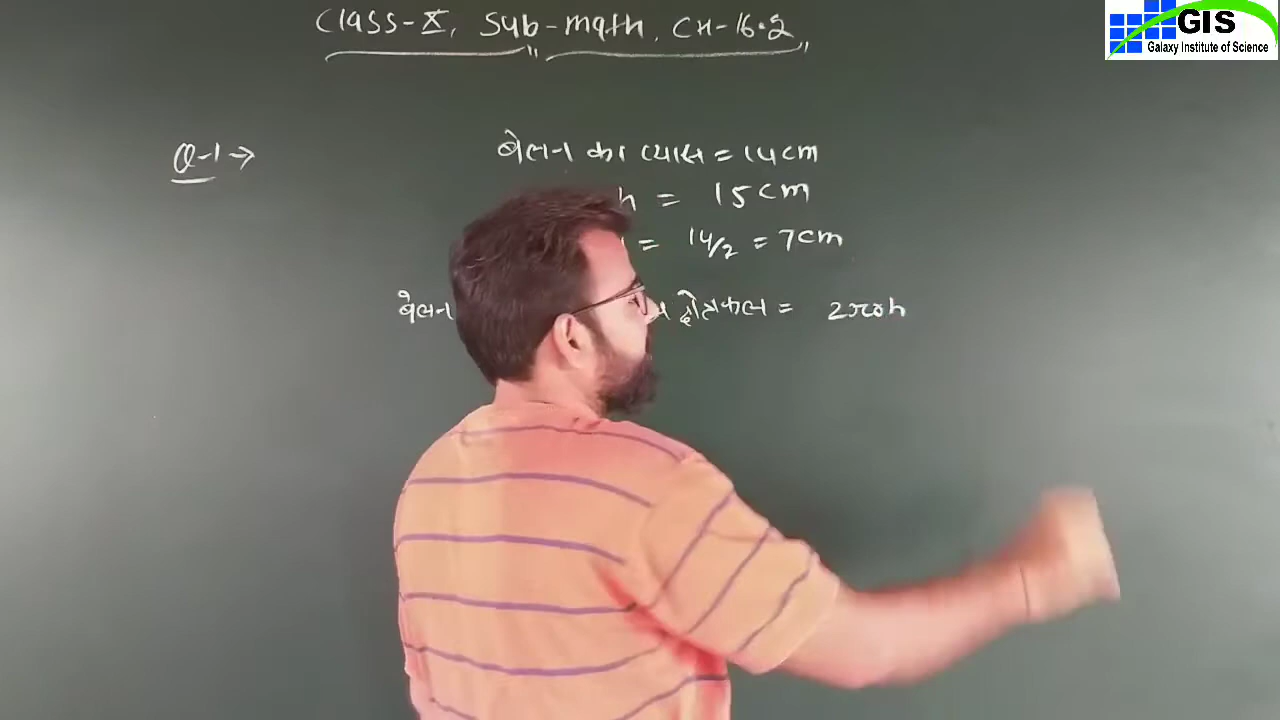 Class-X, Sub-math, CH-16.2
GIS
Galaxy Institute of Science
Q-1→ बेलन का व्यास = 14cm
h = 15cm
= 14/2 = 7cm
बेलन क्षेत्रफल = 2πrh